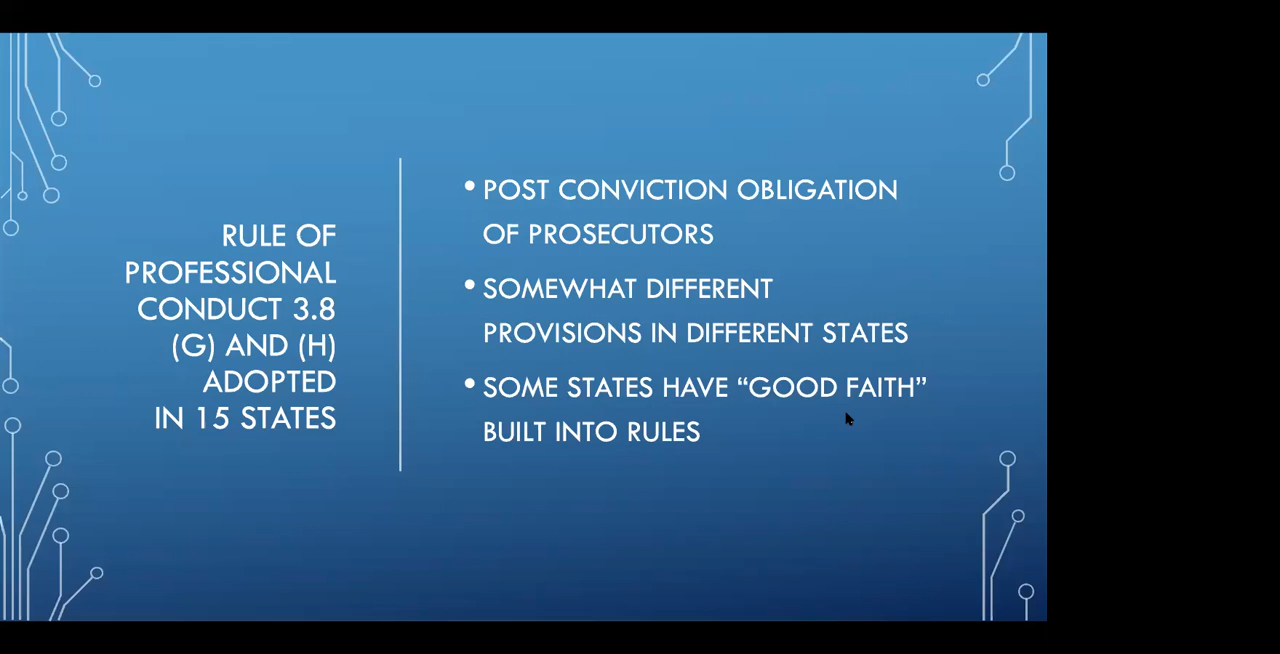 RULE OF
PROFESSIONAL
CONDUCT 3.8
(G) AND (H)
ADOPTED
IN 15 STATES
• POST CONVICTION OBLIGATION
OF PROSECUTORS
• SOMEWHAT DIFFERENT
PROVISIONS IN DIFFERENT STATES
• SOME STATES HAVE “GOOD FAITH”
BUILT INTO RULES